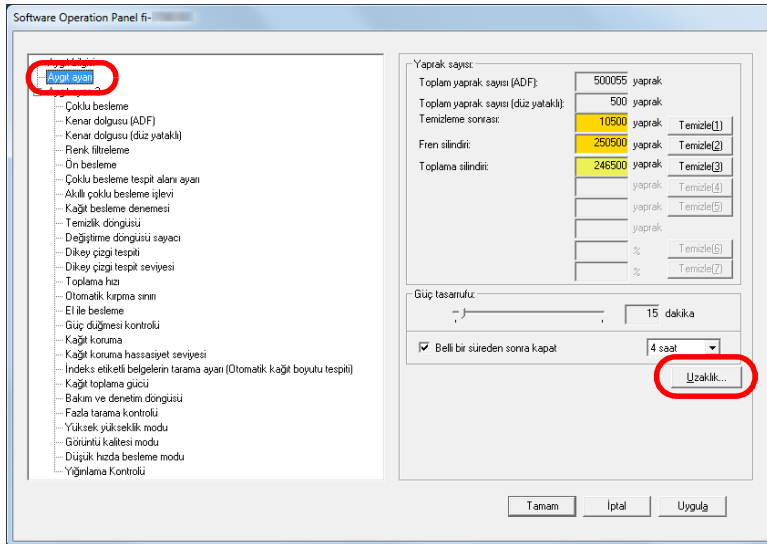 Software Operation Panel fi-
Aygıt bilgisi
Aygıt ayarı
Aygıt ayarı 2
Çoklu besleme
Kenar dolgusu (ADF)
Kenar dolgusu (düz yataklı)
Renk filtreleme
Ön besleme
Çoklu besleme tespit alanı ayarı
Akıllı çoklu besleme işlevi
Kağıt besleme denemesi
Temizlik döngüsü
Değiştirme döngüsü sayacı
Dikey çizgi tespiti
Dikey çizgi tespit seviyesi
Toplama hızı
Otomatik kırpma sınırı
El ile besleme
Güç düğmesi kontrolü
Kağıt koruma
Kağıt koruma hassasiyet seviyesi
İndeks etiketli belgelerin tarama ayarı (Otomatik kağıt boyutu tespiti)
Kağıt toplama gücü
Bakım ve denetim döngüsü
Fazla tarama kontrolü
Yüksek yükseklik modu
Görüntü kalitesi modu
Düşük hızda besleme modu
Yığınlama Kontrolü
Yaprak sayısı:
Toplam yaprak sayısı (ADF): 500055 yaprak
Toplam yaprak sayısı (düz yataklı): 500 yaprak
Temizleme sonrası: 10500 yaprak Temizle(1)
Fren silindiri: 250500 yaprak Temizle(2)
Toplama silindiri: 246500 yaprak Temizle(3)
yaprak Temizle(4)
yaprak Temizle(5)
yaprak
% Temizle(6)
% Temizle(7)
Güç tasarrufu:
15 dakika
Belli bir süreden sonra kapat 4 saat
Uzaklık...
Tamam İptal Uygula